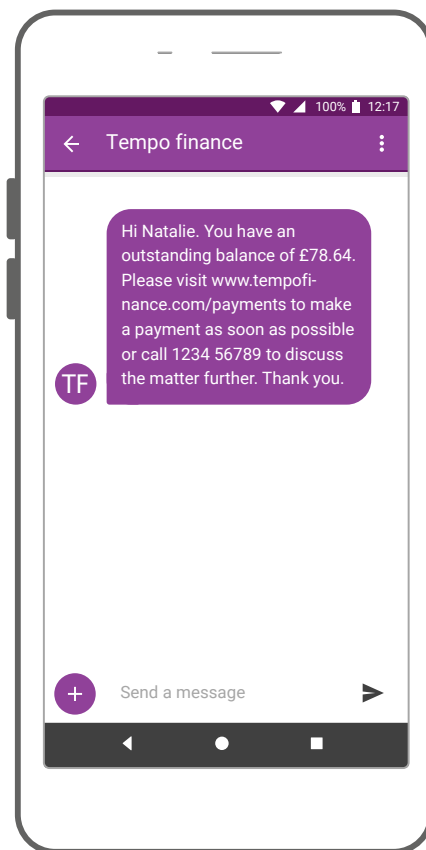 100% 12:17
Tempo finance
Hi Natalie. You have an
outstanding balance of £78.64.
Please visit www.tempofi-
nance.com/payments to make
a payment as soon as possible
or call 1234 56789 to discuss
the matter further. Thank you.
TF
Send a message